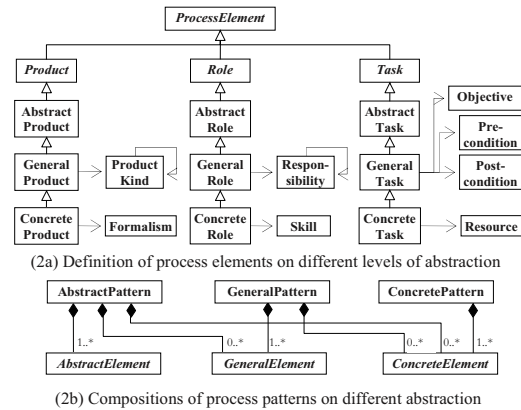 ProcessElement
Product Role Task
Abstract Product
Abstract Role
Abstract Task
Objective
Pre-condition
General Product
Product Kind
General Role
Respons-ibility
General Task
Post-condition
Concrete Product
Formalism
Concrete Role
Skill
Concrete Task
Resource
(2a) Definition of process elements on different levels of abstraction
AbstractPattern GeneralPattern ConcretePattern
1..* 0..* 1..* 0..* 0..* 1..*
AbstractElement GeneralElement ConcreteElement
(2b) Compositions of process patterns on different abstraction